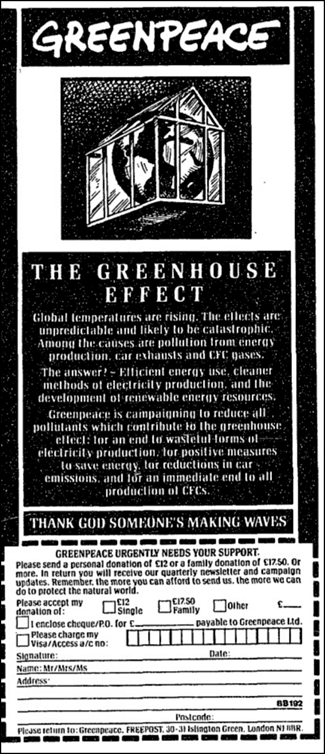 GREENPEACE
THE GREENHOUSE
EFFECT
Global temperatures are rising. The effects are
unpredictable and likely to be catastrophic.
Among the causes are pollution from energy
production, car exhausts and CFC gases.
The answer? – Efficient energy use, cleaner
methods of electricity production, and the
development of renewable energy resources.
Greenpeace is campaigning to reduce all
pollutants which contribute to the greenhouse
effect: for an end to wasteful forms of
electricity production, for positive measures
to save energy, for reductions in car
emissions, and for an immediate end to all
production of CFCs.
THANK GOD SOMEONE'S MAKING WAVES
GREENPEACE URGENTLY NEEDS YOUR SUPPORT.
Please send a personal donation of £12 or a family donation of £17.50. Or
more. In return you will receive our quarterly newsletter and campaign
updates. Remember, the more you can afford to send us, the more we can
do to protect the natural world.
Please accept my donation of: £12 Single £17.50 Family Other £
I enclose cheque/P.O. for £ payable to Greenpeace Ltd.
Please charge my
Visa/Access a/c no:
Signature: Date:
Name: Mr/Mrs/Ms
Address:
BB192
Postcode:
Please return to: Greenpeace, FREEPOST, 30-31 Islington Green, London N1 8BR.